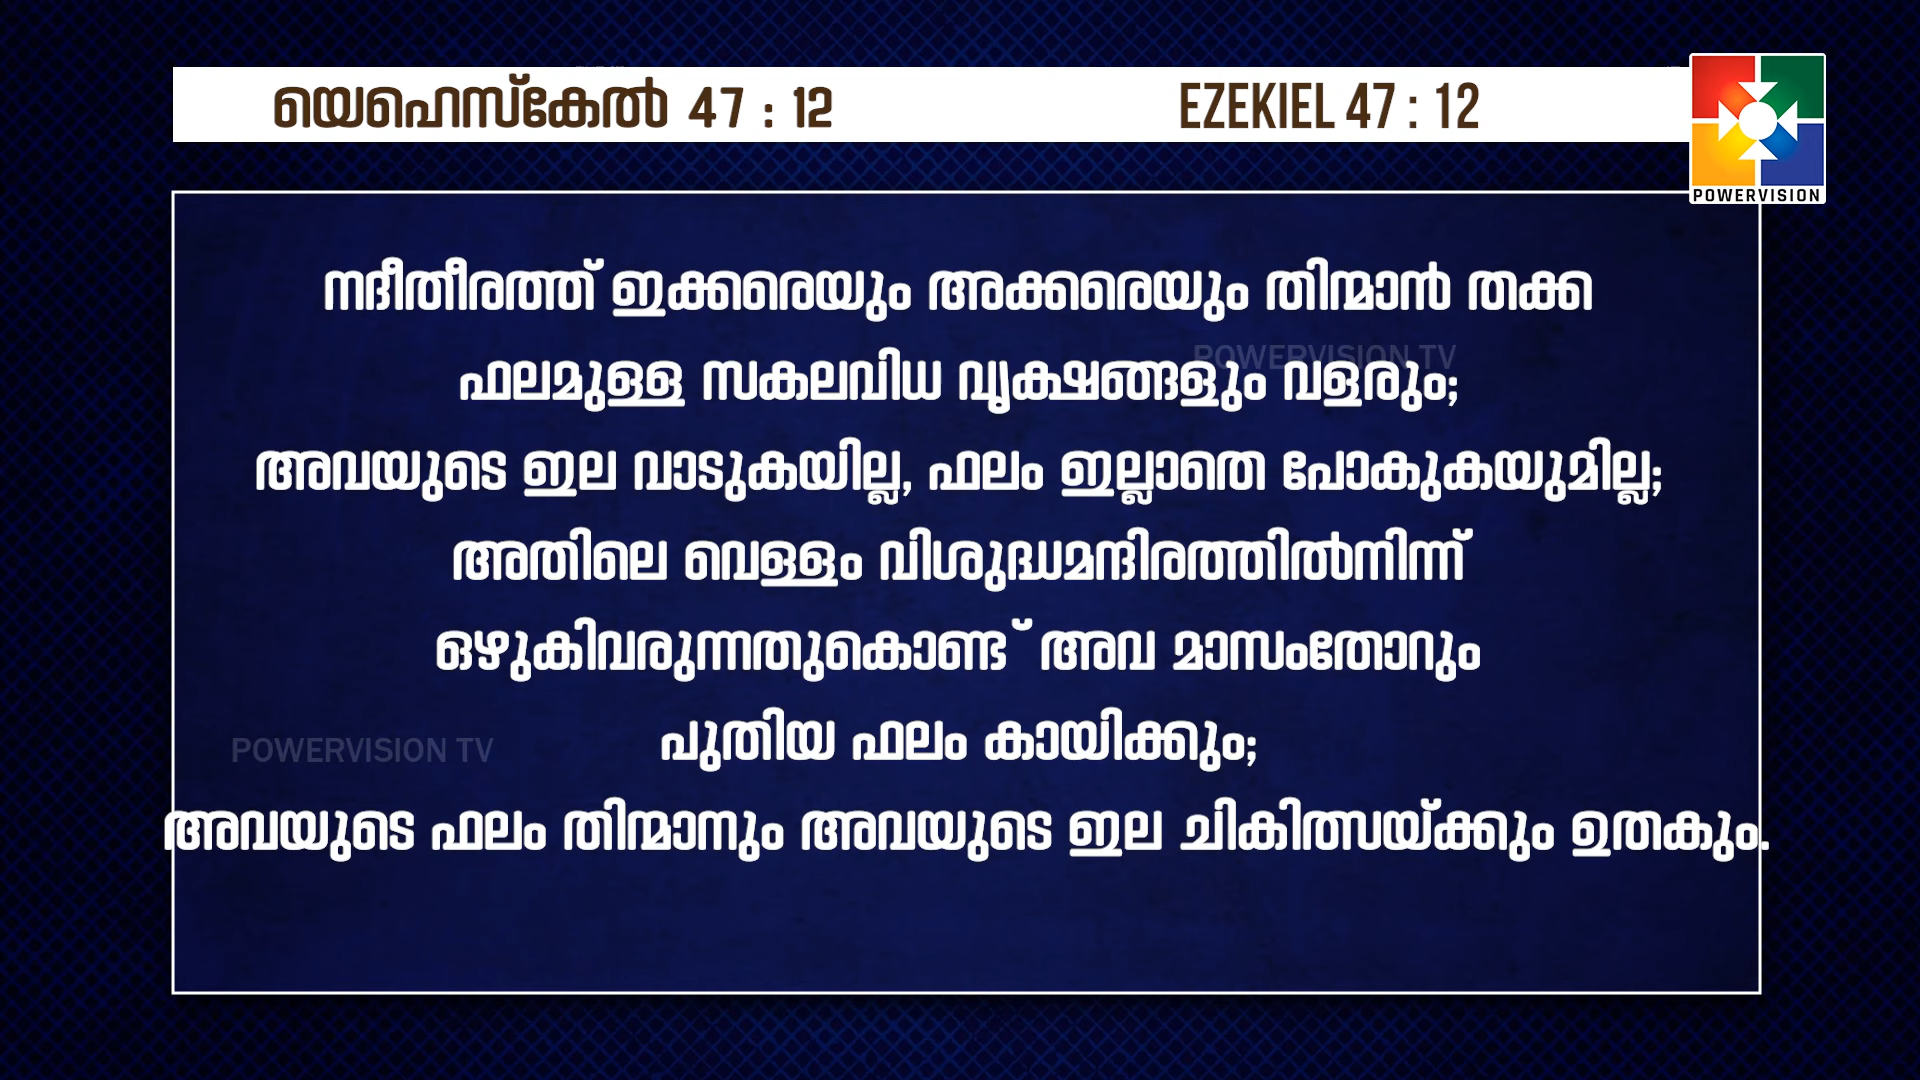 യെഹെസ്കേൽ 47 : 12
EZEKIEL 47 : 12
POWERVISION
നദീതീരത്ത് ഇക്കരെയും അക്കരെയും തിന്മാൻ തക്ക
POWERVISION TV
ഫലമുള്ള സകലവിധ വൃക്ഷങ്ങളും വളരും;
അവയുടെ ഇല വാടുകയില്ല, ഫലം ഇല്ലാതെ പോകുകയുമില്ല;
അതിലെ വെള്ളം വിശുദ്ധമന്ദിരത്തിൽനിന്ന്
ഒഴുകിവരുന്നതുകൊണ്ട് അവ മാസംതോറും
പുതിയ ഫലം കായിക്കും;
POWERVISION TV
അവയുടെ ഫലം തിന്മാനും അവയുടെ ഇല ചികിത്സയ്ക്കും ഉതകും.